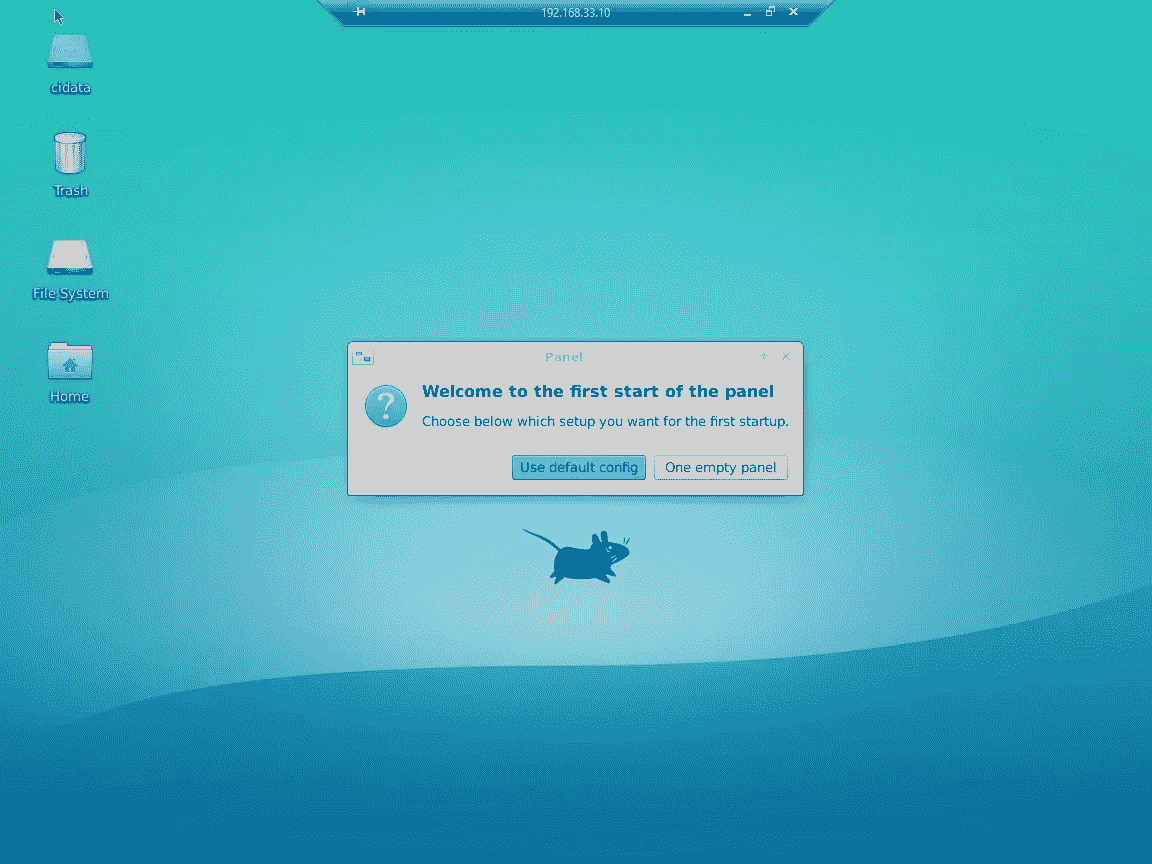 192.168.33.10
cidata
Trash
File System
Home
Panel
Welcome to the first start of the panel
Choose below which setup you want for the first startup.
Use default config
One empty panel